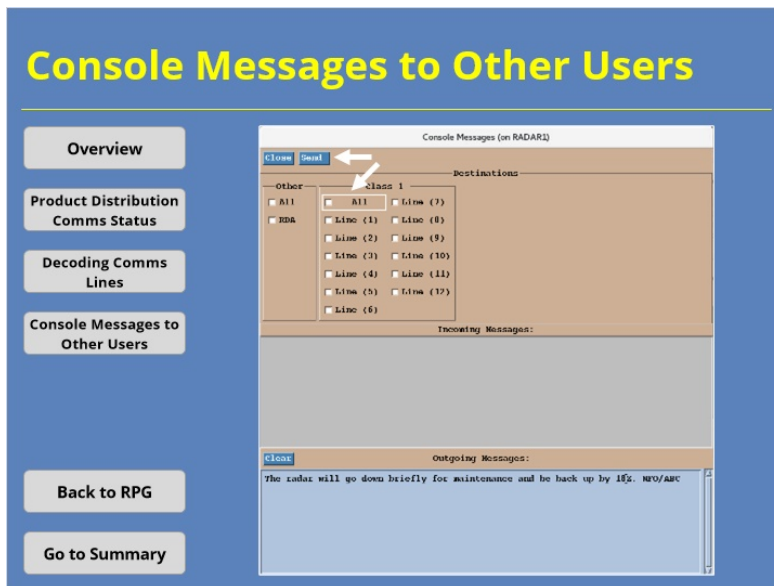 Console Messages to Other Users
Overview
Product Distribution
Comms Status
Decoding Comms
Lines
Console Messages to
Other Users
Back to RPG
Go to Summary
Console Messages (on RADAR1)
Close Send
Destinations
Other Class 1
All All Line (7)
RDA Line (1) Line (8)
Line (2) Line (9)
Line (3) Line (10)
Line (4) Line (11)
Line (5) Line (12)
Line (6)
Incoming Messages:
Clear Outgoing Messages:
The radar will go down briefly for maintenance and be back up by